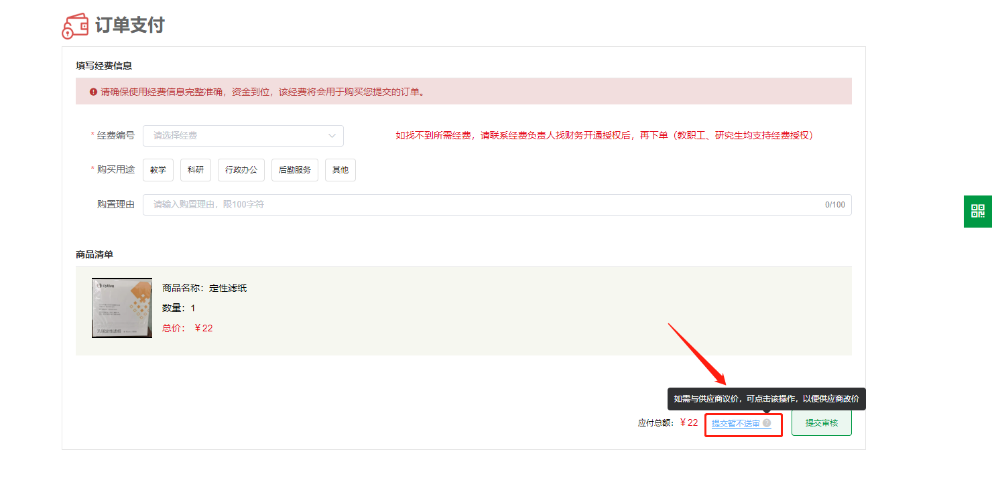 订单支付
填写经费信息
请确保使用经费信息完整准确，资金到位，该经费将会用于购买您提交的订单。
* 经费编号 请选择经费 如找不到所需经费，请联系经费负责人找财务开通授权后，再下单（教职工、研究生均支持经费授权）
* 购买用途 教学 科研 行政办公 后勤服务 其他
购置理由 请输入购置理由，限100字符 0/100
商品清单
cytiva
商品名称：定性滤纸
数量：1
总价： ￥22
如需与供应商议价，可点击该操作，以便供应商改价
应付总额：￥22 提交暂不送审 ? 提交审核